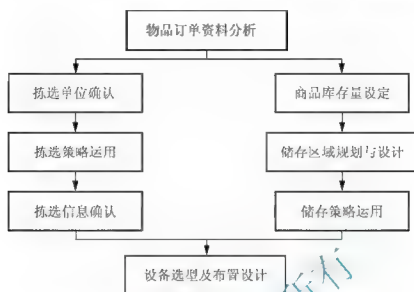 物品订单资料分析
拣选单位确认
商品库存量设定
拣选策略运用
储存区域规划与设计
拣选信息确认
储存策略运用
设备选型及布置设计